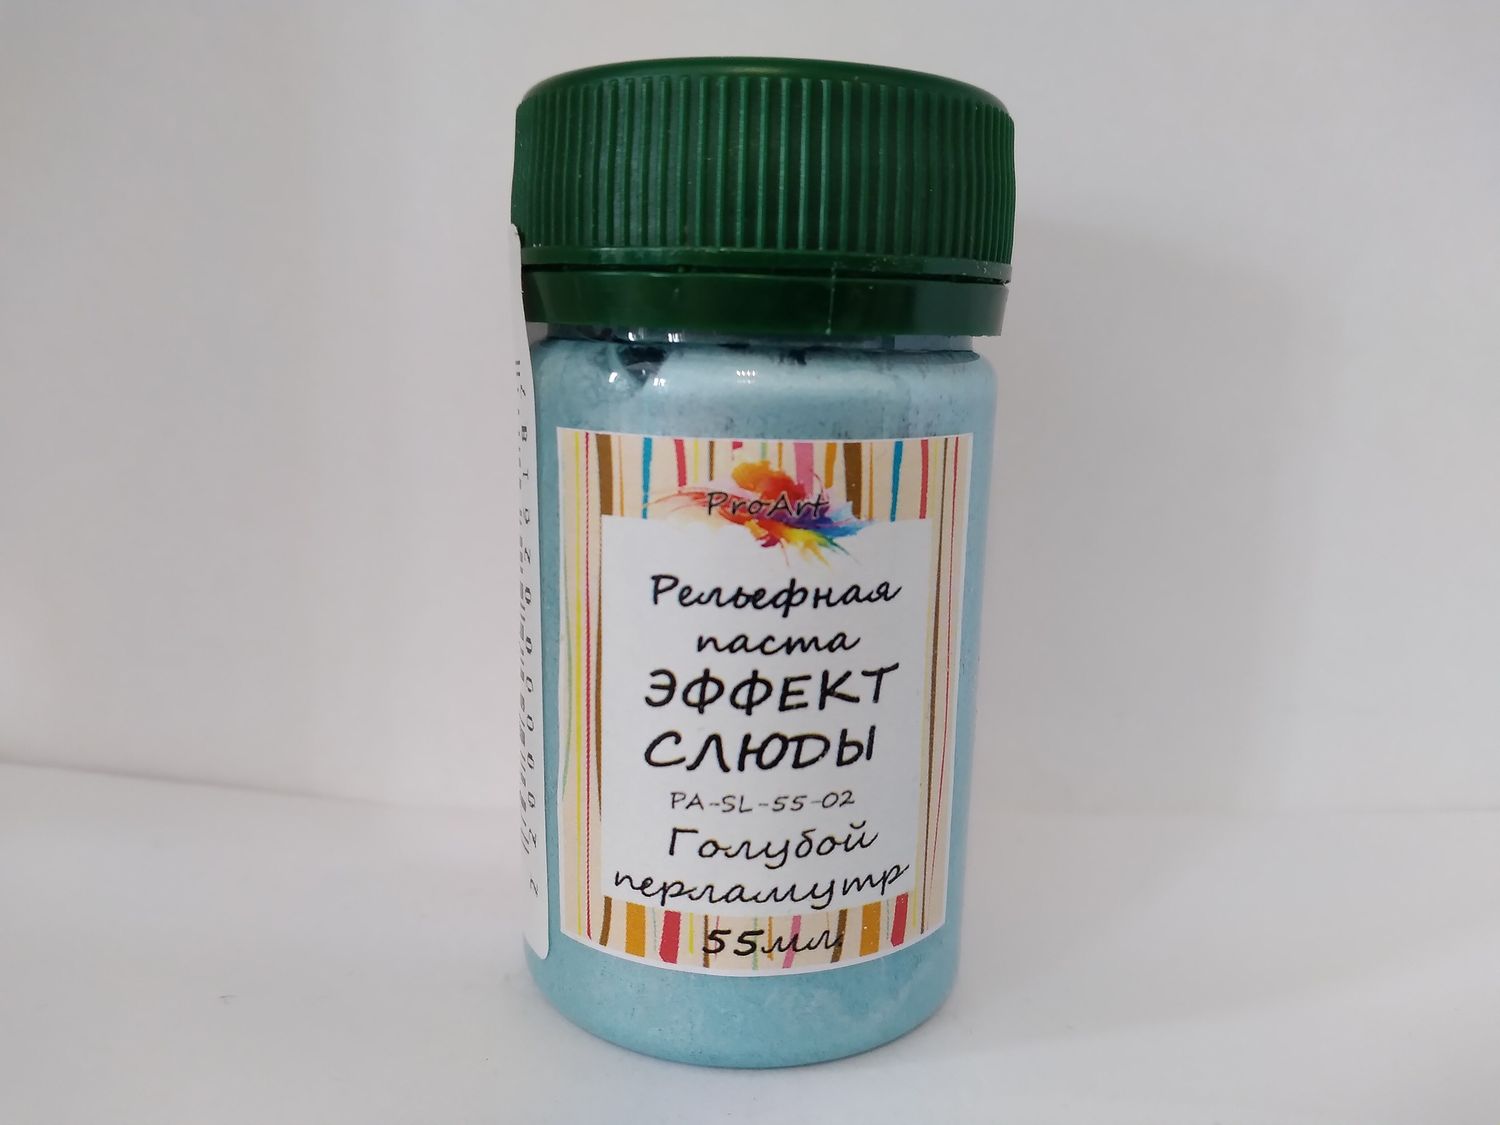 ProArt
Рельефная
паста
ЭФФЕКТ
СЛЮДЫ
PA-SL-55-02
Голубой
перламутр
55мл